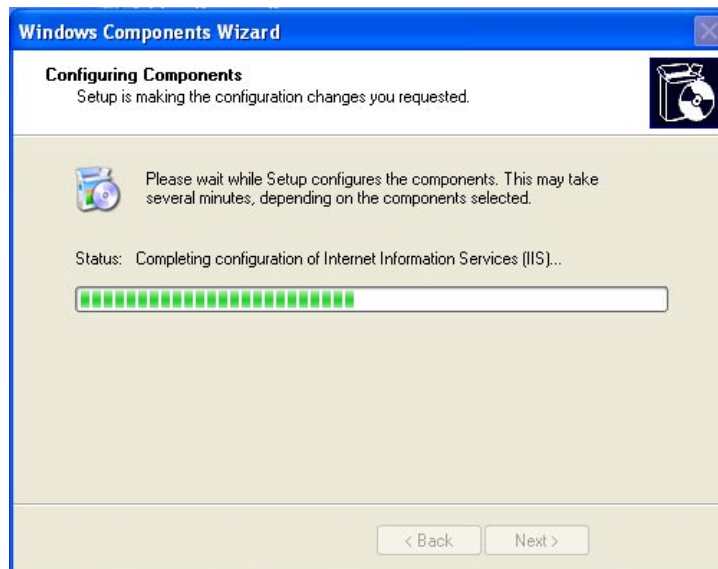 Windows Components Wizard
Configuring Components
Setup is making the configuration changes you requested.
Please wait while Setup configures the components. This may take
several minutes, depending on the components selected.
Status: Completing configuration of Internet Information Services (IIS)...
< Back Next >